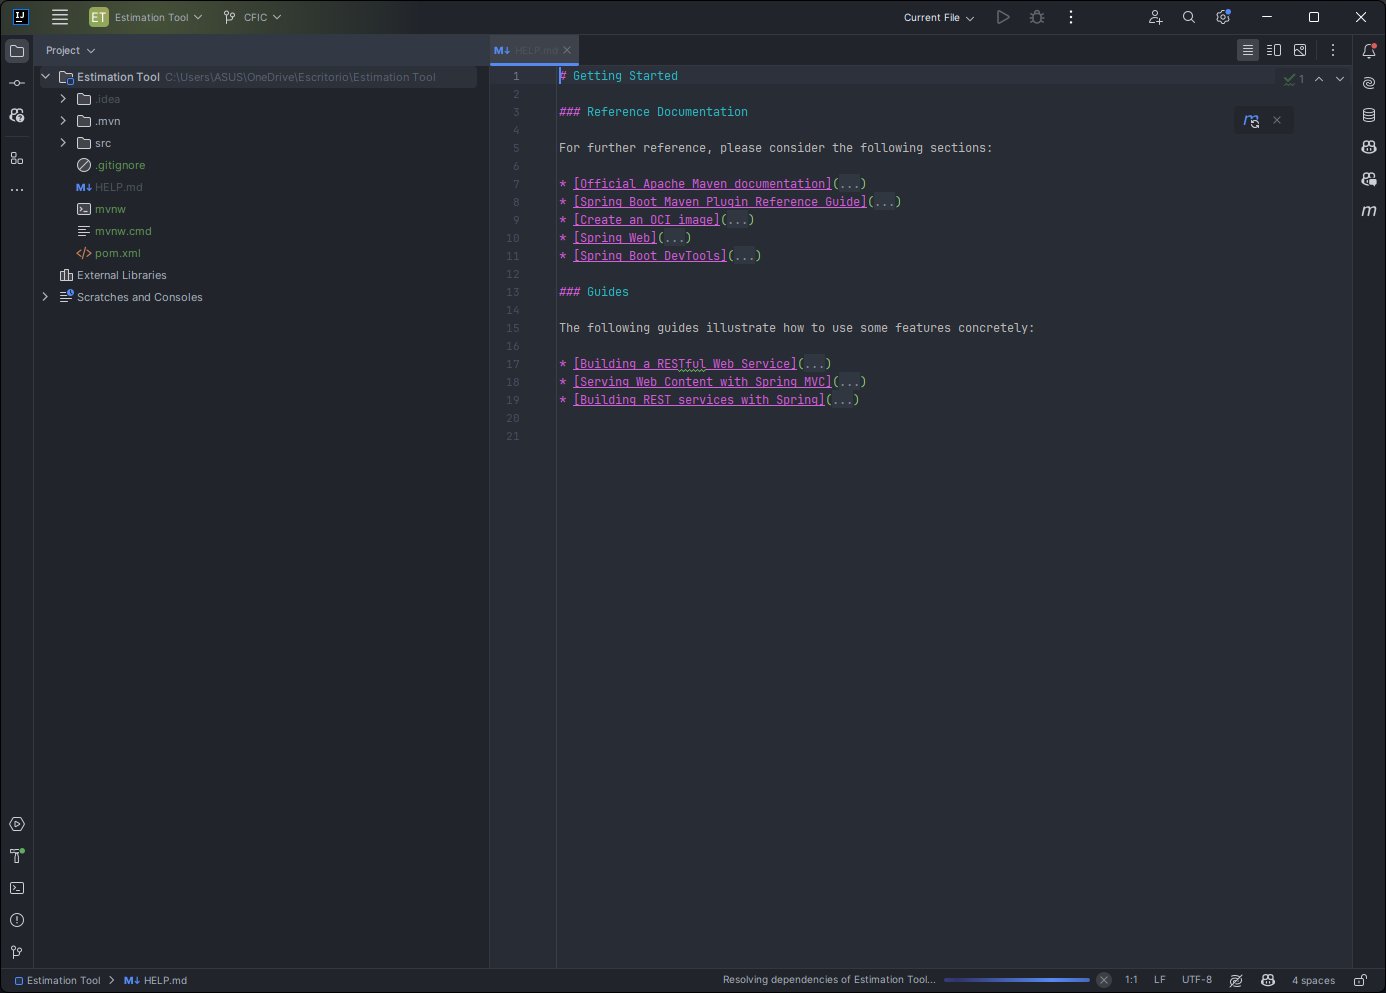 IJ
ET Estimation Tool
CFIC
Current File
Project
Estimation Tool C:\Users\ASUS\OneDrive\Escritorio\Estimation Tool
.idea
.mvn
src
.gitignore
M↓ HELP.md
mvnw
mvnw.cmd
</> pom.xml
External Libraries
Scratches and Consoles
M↓ HELP.md
1 # Getting Started
1
2
3 ### Reference Documentation
4
5 For further reference, please consider the following sections:
6
7 * [Official Apache Maven documentation](...)
8 * [Spring Boot Maven Plugin Reference Guide](...)
9 * [Create an OCI image](...)
10 * [Spring Web](...)
11 * [Spring Boot DevTools](...)
12
13 ### Guides
14
15 The following guides illustrate how to use some features concretely:
16
17 * [Building a RESTful Web Service](...)
18 * [Serving Web Content with Spring MVC](...)
19 * [Building REST services with Spring](...)
20
21
m
m
Estimation Tool > M↓ HELP.md
Resolving dependencies of Estimation Tool...
1:1 LF UTF-8 4 spaces